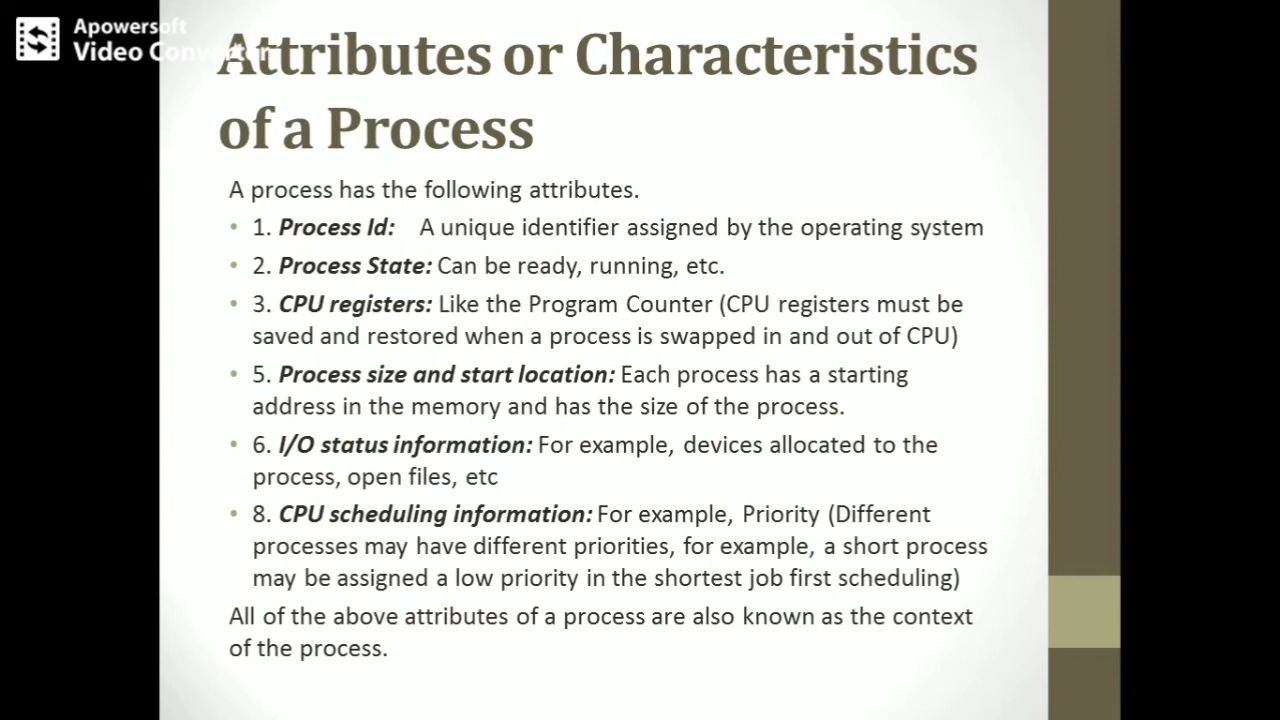 Apowersoft
Video Converter
Attributes or Characteristics
of a Process
A process has the following attributes.
• 1. Process Id: A unique identifier assigned by the operating system
• 2. Process State: Can be ready, running, etc.
• 3. CPU registers: Like the Program Counter (CPU registers must be
saved and restored when a process is swapped in and out of CPU)
• 5. Process size and start location: Each process has a starting
address in the memory and has the size of the process.
• 6. I/O status information: For example, devices allocated to the
process, open files, etc
• 8. CPU scheduling information: For example, Priority (Different
processes may have different priorities, for example, a short process
may be assigned a low priority in the shortest job first scheduling)
All of the above attributes of a process are also known as the context
of the process.